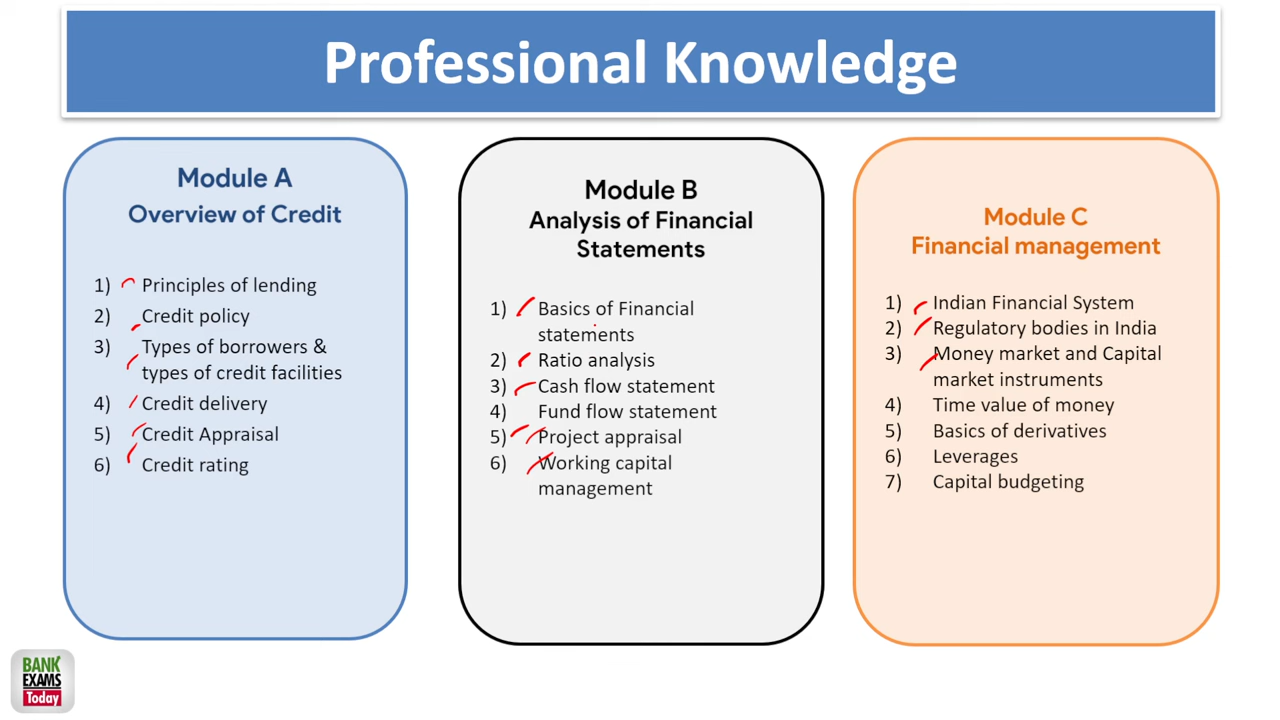 Professional Knowledge
Module A
Overview of Credit
1) Principles of lending
2) Credit policy
3) Types of borrowers &
types of credit facilities
4) Credit delivery
5) Credit Appraisal
6) Credit rating
Module B
Analysis of Financial
Statements
1) Basics of Financial
statements
2) Ratio analysis
3) Cash flow statement
4) Fund flow statement
5) Project appraisal
6) Working capital
management
Module C
Financial management
1) Indian Financial System
2) Regulatory bodies in India
3) Money market and Capital
market instruments
4) Time value of money
5) Basics of derivatives
6) Leverages
7) Capital budgeting
BANK
EXAMS
Today